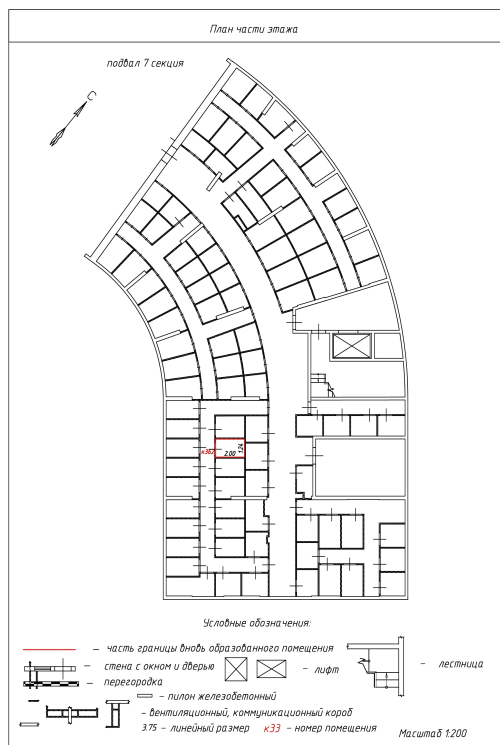 План части этажа
подвал 7 секция
С
к362 2.00 1.24
Условные обозначения:
– часть границы вновь образованного помещения
– стена с окном и дверью
– лифт
– лестница
– перегородка
– пилон железобетонный
– вентиляционный, коммуникационный короб
3.75 – линейный размер
к33 – номер помещения
Масштаб 1:200